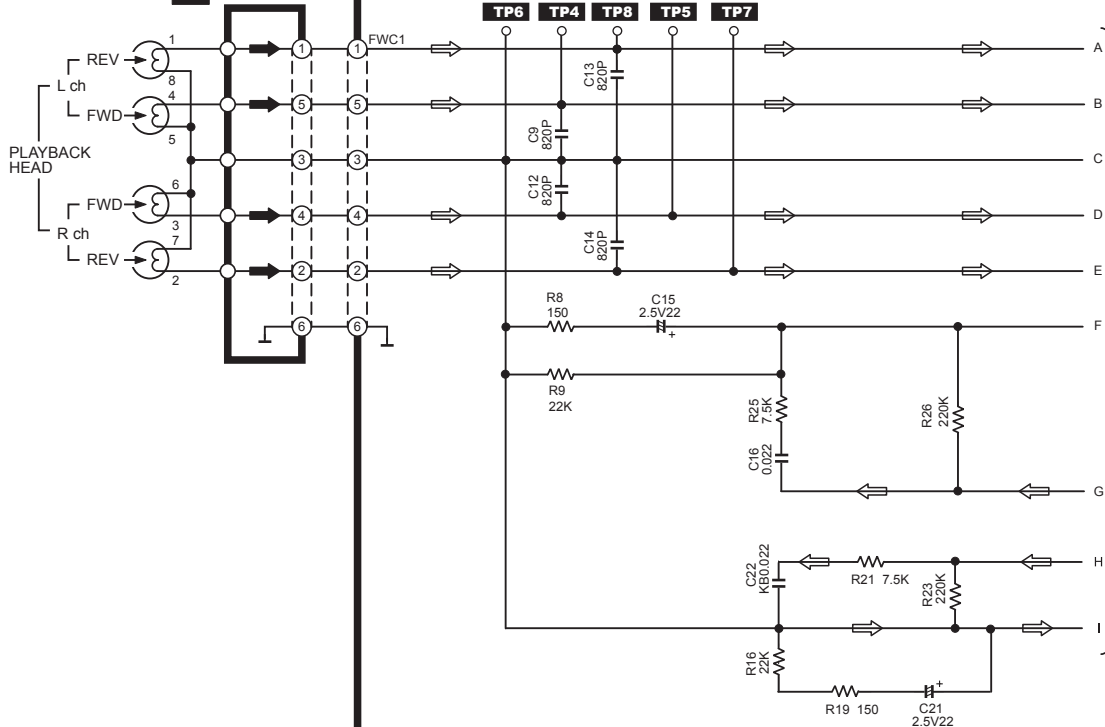 TP6 TP4 TP8 TP5 TP7
1
REV
8
L ch
4
FWD
5
PLAYBACK
HEAD
6
FWD
3
R ch
7
REV
2
1 1 FWC1 A
5 5 B
3 3 C
4 4 D
2 2 E
6 6 F
C13
820P
C9
820P
C12
820P
C14
820P
R8
150
C15
2.5V22
+
R9
22K
R25
7.5K
C16
0.022
R26
220K
G
H
C22
KB0.022
R21 7.5K
R23
220K
I
R16
22K
R19 150
+
C21
2.5V22